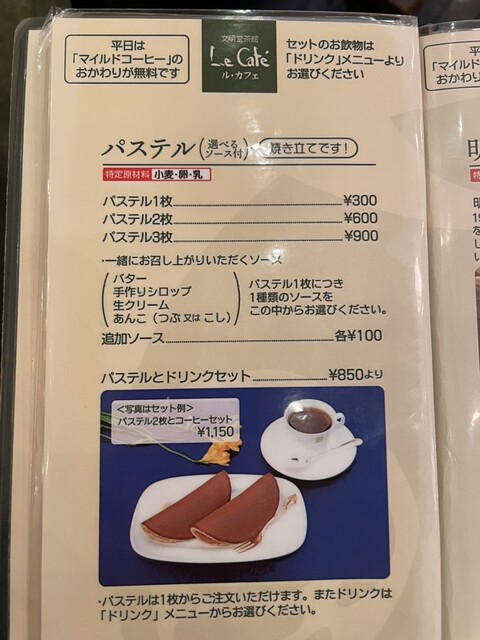 平日は
「マイルドコーヒー」の
おかわりが無料です
文明堂茶館
Le Café
ル・カフェ
セットのお飲物は
「ドリンク」メニューより
お選びください
パステル（選べるソース付） 焼き立てです！
特定原材料 小麦・卵・乳
パステル1枚 ¥300
パステル2枚 ¥600
パステル3枚 ¥900
・一緒にお召し上がりいただくソース
バター
手作りシロップ
生クリーム
あんこ（つぶ又はこし）
パステル1枚につき
1種類のソースを
この中からお選びください。
追加ソース 各¥100
パステルとドリンクセット ¥850より
＜写真はセット例＞
パステル2枚とコーヒーセット
¥1,150
・パステルは1枚からご注文いただけます。またドリンクは
「ドリンク」メニューからお選びください。